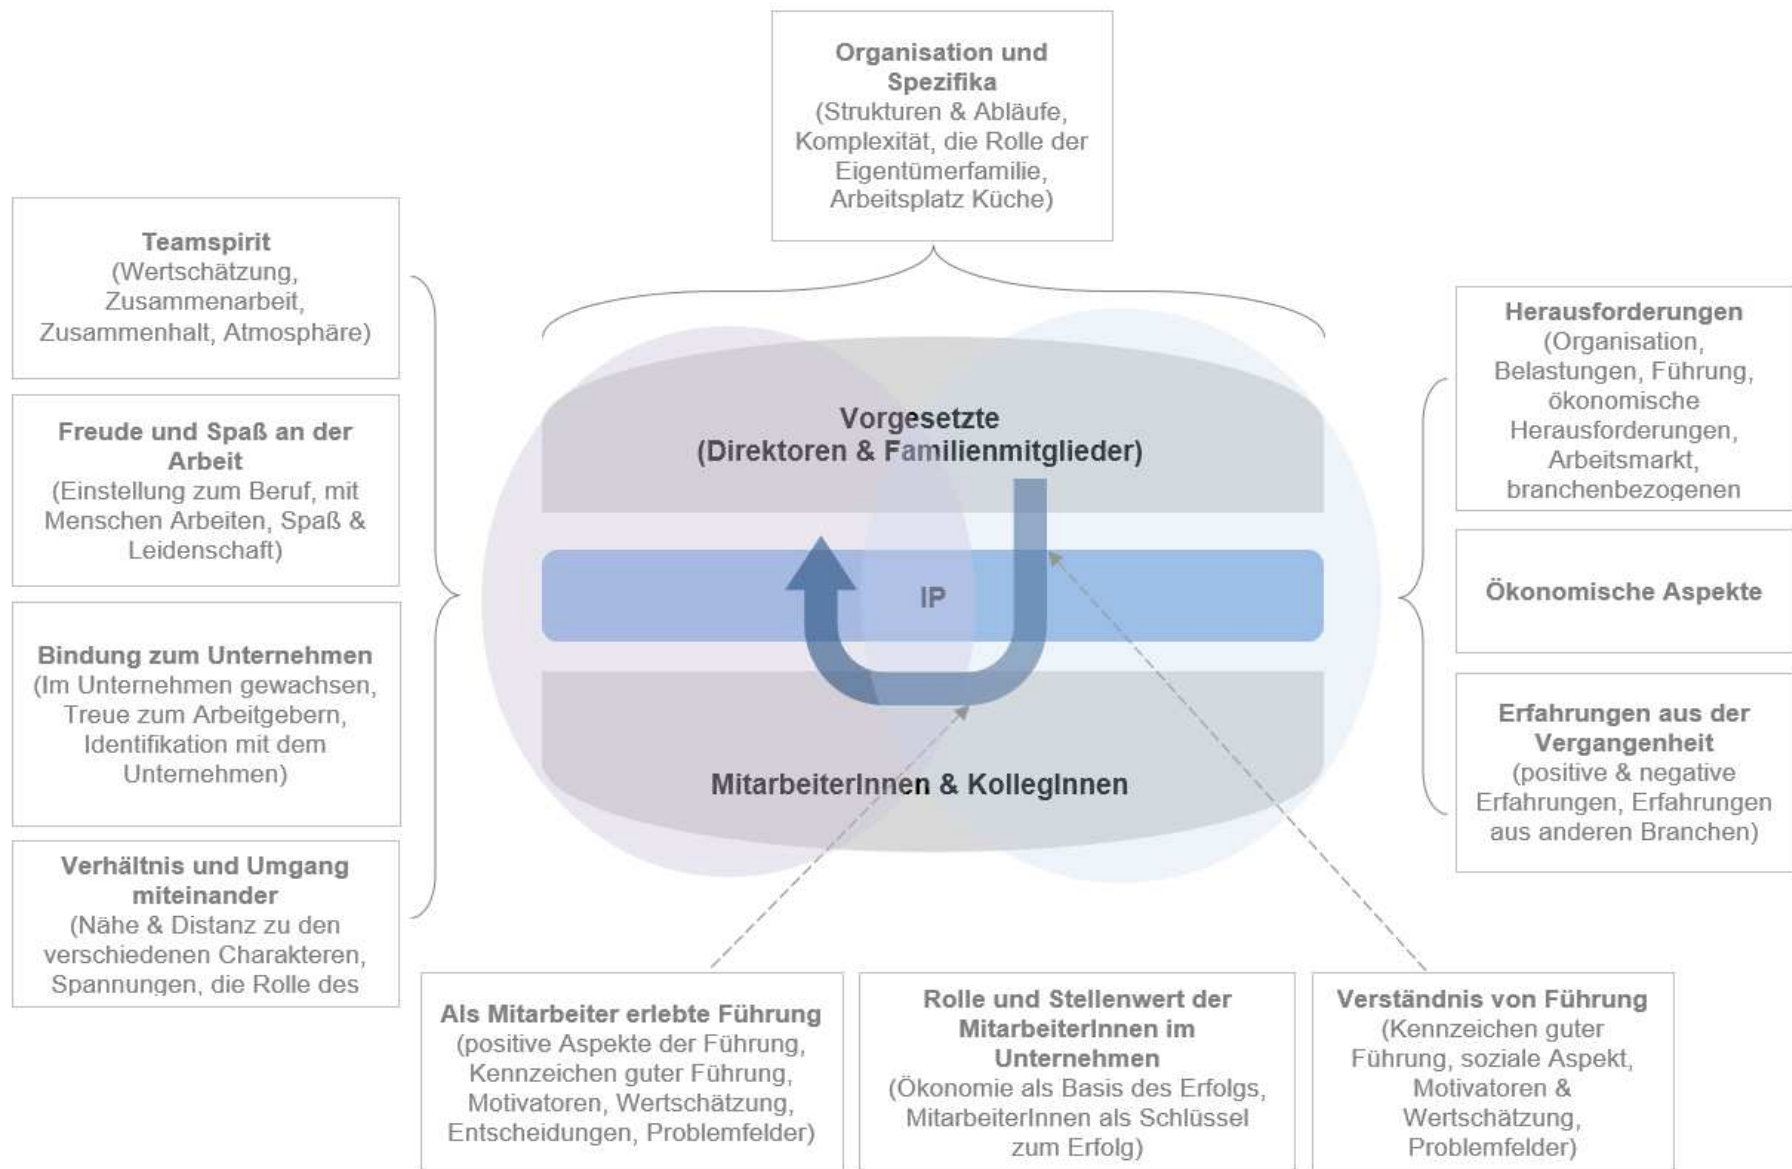 Organisation und
Spezifika
(Strukturen & Abläufe,
Komplexität, die Rolle der
Eigentümerfamilie,
Arbeitsplatz Küche)
Teamspirit
(Wertschätzung,
Zusammenarbeit,
Zusammenhalt, Atmosphäre)
Freude und Spaß an der
Arbeit
(Einstellung zum Beruf, mit
Menschen Arbeiten, Spaß &
Leidenschaft)
Bindung zum Unternehmen
(Im Unternehmen gewachsen,
Treue zum Arbeitgebern,
Identifikation mit dem
Unternehmen)
Verhältnis und Umgang
miteinander
(Nähe & Distanz zu den
verschiedenen Charakteren,
Spannungen, die Rolle des
Vorgesetzte
(Direktoren & Familienmitglieder)
IP
MitarbeiterInnen & KollegInnen
Herausforderungen
(Organisation,
Belastungen, Führung,
ökonomische
Herausforderungen,
Arbeitsmarkt,
branchenbezogenen
Ökonomische Aspekte
Erfahrungen aus der
Vergangenheit
(positive & negative
Erfahrungen, Erfahrungen
aus anderen Branchen)
Als Mitarbeiter erlebte Führung
(positive Aspekte der Führung,
Kennzeichen guter Führung,
Motivatoren, Wertschätzung,
Entscheidungen, Problemfelder)
Rolle und Stellenwert der
MitarbeiterInnen im
Unternehmen
(Ökonomie als Basis des Erfolgs,
MitarbeiterInnen als Schlüssel
zum Erfolg)
Verständnis von Führung
(Kennzeichen guter
Führung, soziale Aspekt,
Motivatoren &
Wertschätzung,
Problemfelder)